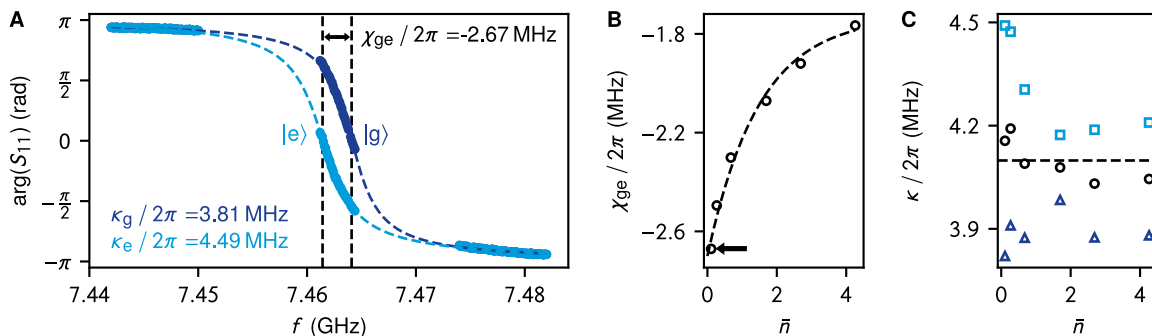 A
π
π/2
0
-π/2
-π
arg(S₁₁) (rad)
χge / 2π =-2.67 MHz
|e⟩
|g⟩
κg / 2π =3.81 MHz
κe / 2π =4.49 MHz
7.44
7.45
7.46
7.47
7.48
f (GHz)
B
-1.8
-2.2
-2.6
χge / 2π (MHz)
0
2
4
n̄
C
4.5
4.2
3.9
κ / 2π (MHz)
0
2
4
n̄